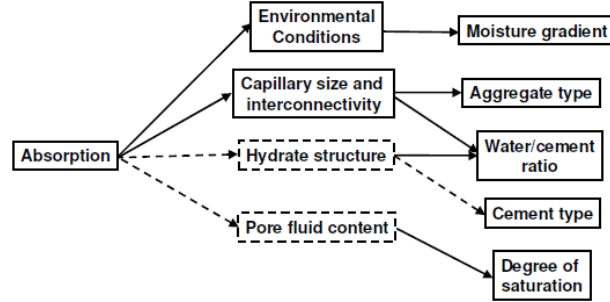 Environmental
Conditions
Moisture gradient
Capillary size and
interconnectivity
Aggregate type
Absorption
Hydrate structure
Water/cement
ratio
Cement type
Pore fluid content
Degree of
saturation